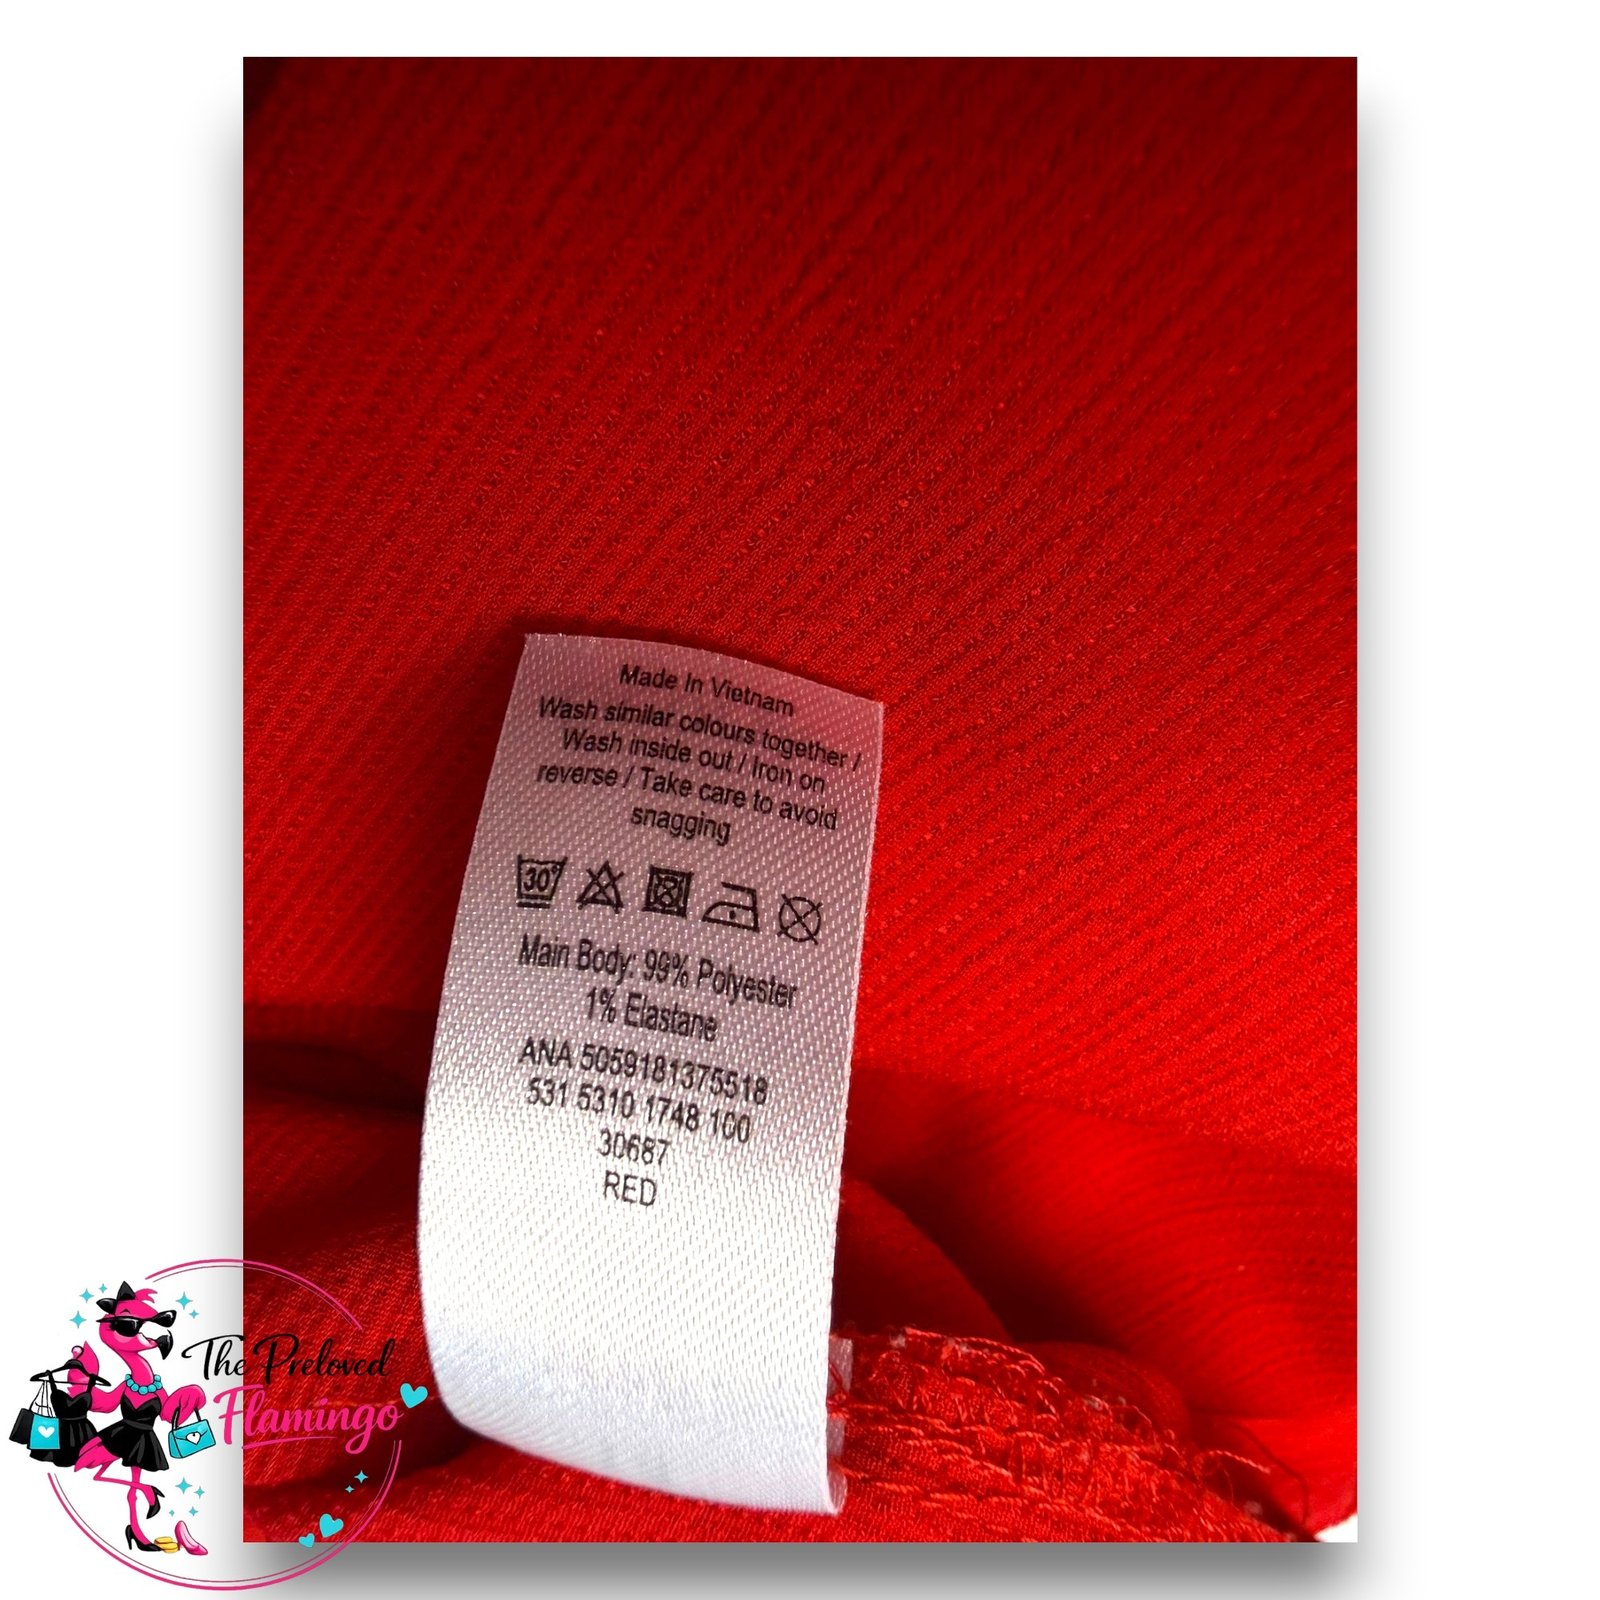 Made In Vietnam
Wash similar colours together /
Wash inside out / Iron on
reverse / Take care to avoid
snagging
30°
Main Body: 99% Polyester
1% Elastane
ANA 5059181375518
531 5310 1748 100
30687
RED
The Preloved
Flamingo